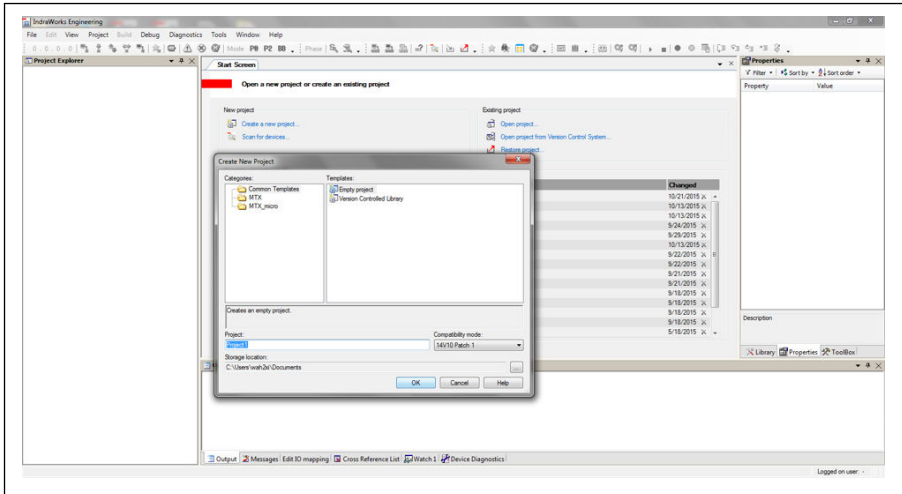 IndraWorks Engineering
File Edit View Project Build Debug Diagnostics Tools Window Help
Mode P0 P2 BB Phase
Project Explorer
Start Screen
Properties
Filter Sort by Sort order
Property Value
Open a new project or create an existing project
New project
Create a new project...
Scan for devices...
Existing project
Open project...
Open project from Version Control System...
Restore project...
Changed
10/21/2015
10/13/2015
10/13/2015
9/24/2015
9/29/2015
10/13/2015
9/22/2015
9/22/2015
9/21/2015
9/21/2015
9/18/2015
9/18/2015
9/18/2015
9/18/2015
Create New Project
Categories:
Common Templates
MTX
MTX_micro
Templates:
Empty project
Version Controlled Library
Creates an empty project.
Project:
Project1
Compatibility mode:
14V10 Patch 1
Storage location:
C:\Users\wah2si\Documents
...
OK Cancel Help
Description
Library Properties ToolBox
Output Messages Edit IO mapping Cross Reference List Watch 1 Device Diagnostics
Logged on user: -